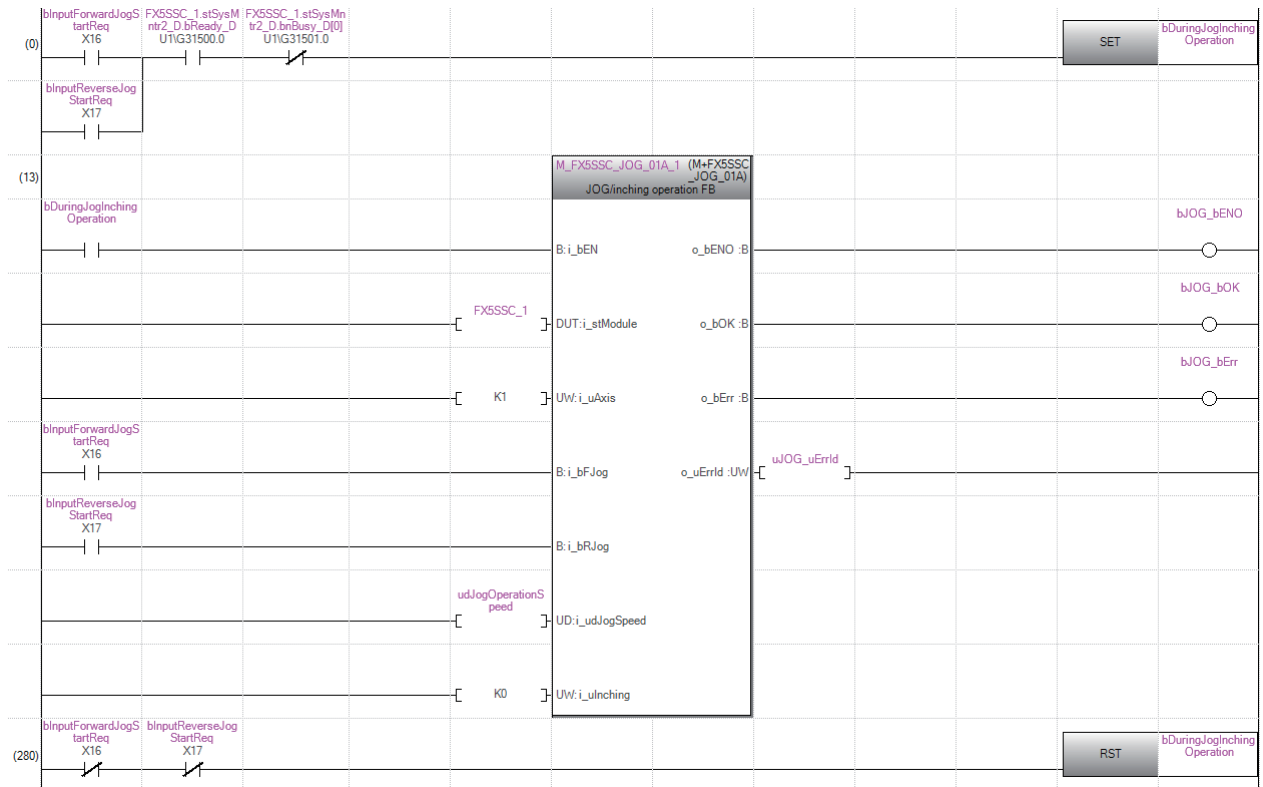 bInputForwardJogS
tartReq
X16
FX5SSC_1.stSysM
ntr2_D.bReady_D
U1\G31500.0
FX5SSC_1.stSysMn
tr2_D.bnBusy_D[0]
U1\G31501.0
(0)
SET
bDuringJogInching
Operation
bInputReverseJog
StartReq
X17
(13)
M_FX5SSC_JOG_01A_1 (M+FX5SSC
_JOG_01A)
JOG/inching operation FB
bDuringJogInching
Operation
B:i_bEN
o_bENO :B
bJOG_bENO
FX5SSC_1
DUT:i_stModule
o_bOK :B
bJOG_bOK
K1
UW:i_uAxis
o_bErr :B
bJOG_bErr
bInputForwardJogS
tartReq
X16
B:i_bFJog
o_uErrId :UW
uJOG_uErrId
bInputReverseJog
StartReq
X17
B:i_bRJog
udJogOperationS
peed
UD:i_udJogSpeed
K0
UW:i_uInching
(280)
bInputForwardJogS
tartReq
X16
bInputReverseJog
StartReq
X17
RST
bDuringJogInching
Operation